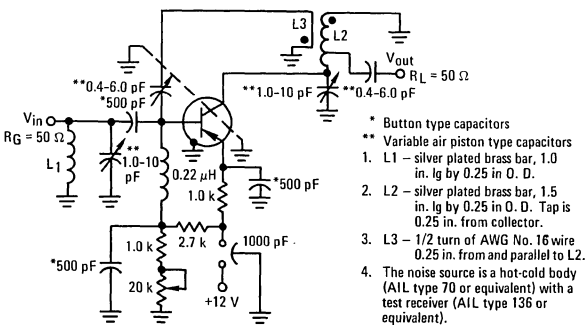 L3
L2
Vout
RL = 50 Ω
**0.4–6.0 pF
*500 pF
**1.0–10 pF
**0.4–6.0 pF
Vin
RG = 50 Ω
L1
**
1.0–10
pF
0.22 μH
1.0 k
*500 pF
2.7 k
1000 pF
1.0 k
*500 pF
20 k
+12 V
* Button type capacitors
** Variable air piston type capacitors
1. L1 – silver plated brass bar, 1.0
in. lg by 0.25 in O. D.
2. L2 – silver plated brass bar, 1.5
in. lg by 0.25 in O. D. Tap is
0.25 in. from collector.
3. L3 – 1/2 turn of AWG No. 16 wire
0.25 in. from and parallel to L2.
4. The noise source is a hot-cold body
(AIL type 70 or equivalent) with a
test receiver (AIL type 136 or
equivalent).